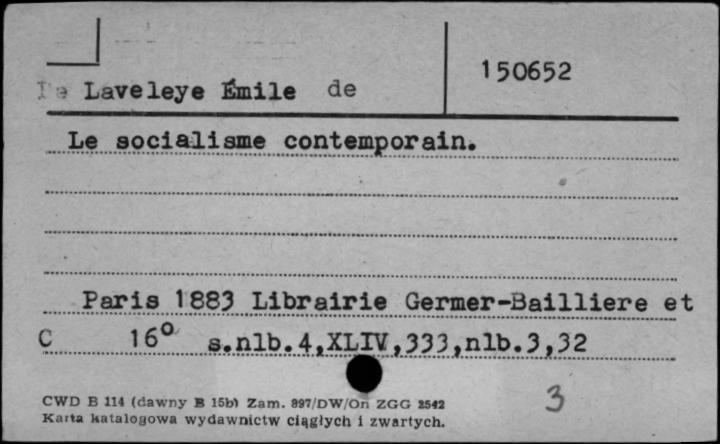 150652
De Laveleye Émile de
Le socialisme contemporain.
Paris 1883 Librairie Germer-Bailliere et
C 16° s.nlb.4,XLIV,333,nlb.3,32
3
CWD B 114 (dawny B 15b) Zam. 897/DW/On ZGG 2542
Karta katalogowa wydawnictw ciągłych i zwartych.